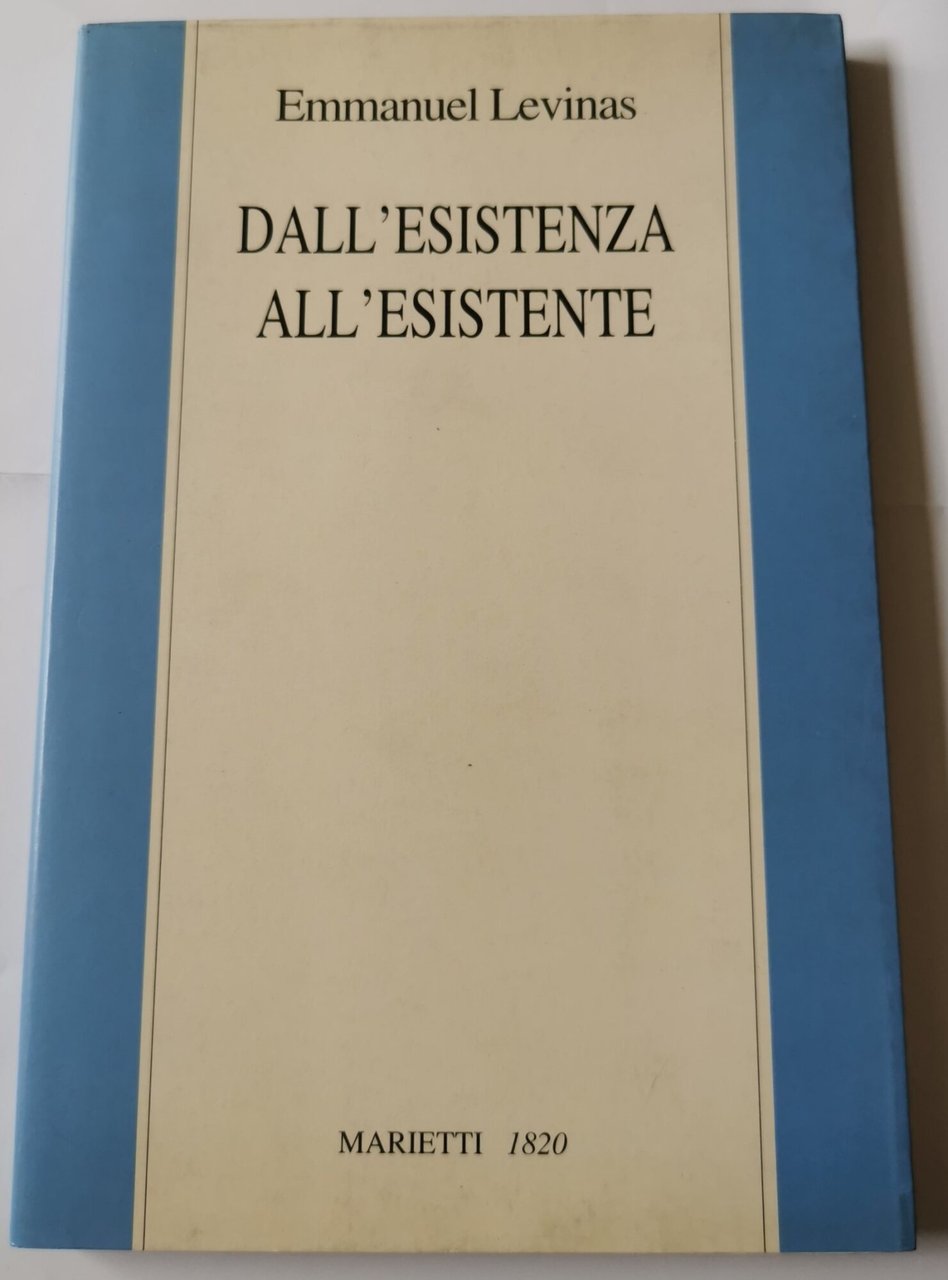 Emmanuel Levinas
DALL’ESISTENZA
ALL’ESISTENTE
MARIETTI 1820